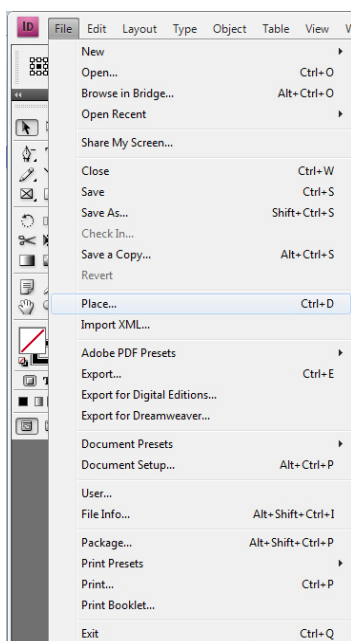 ID File Edit Layout Type Object Table View
New
Open... Ctrl+O
Browse in Bridge... Alt+Ctrl+O
Open Recent
Share My Screen...
Close Ctrl+W
Save Ctrl+S
Save As... Shift+Ctrl+S
Check In...
Save a Copy... Alt+Ctrl+S
Revert
Place... Ctrl+D
Import XML...
Adobe PDF Presets
Export... Ctrl+E
Export for Digital Editions...
Export for Dreamweaver...
Document Presets
Document Setup... Alt+Ctrl+P
User...
File Info... Alt+Shift+Ctrl+I
Package... Alt+Shift+Ctrl+P
Print Presets
Print... Ctrl+P
Print Booklet...
Exit Ctrl+Q